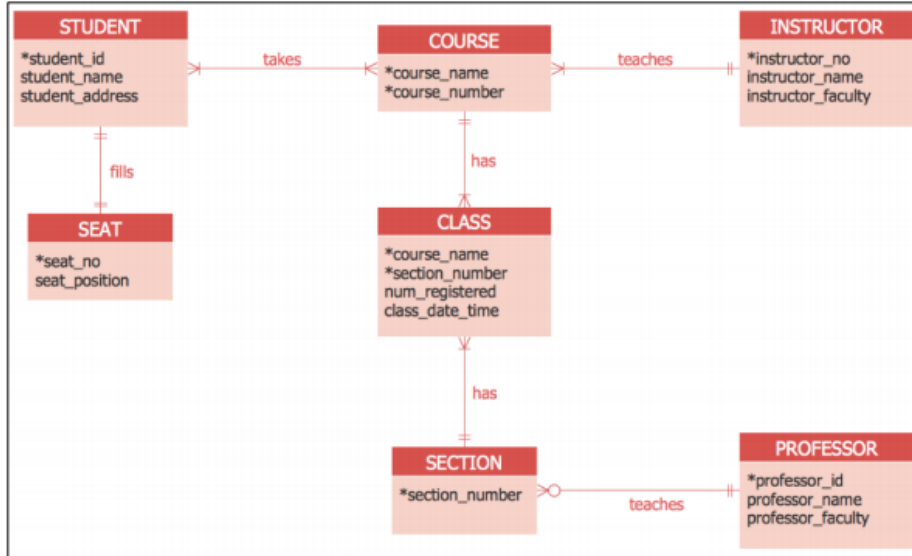 STUDENT
*student_id
student_name
student_address
takes
COURSE
*course_name
*course_number
teaches
INSTRUCTOR
*instructor_no
instructor_name
instructor_faculty
fills
has
SEAT
*seat_no
seat_position
CLASS
*course_name
*section_number
num_registered
class_date_time
has
SECTION
*section_number
teaches
PROFESSOR
*professor_id
professor_name
professor_faculty